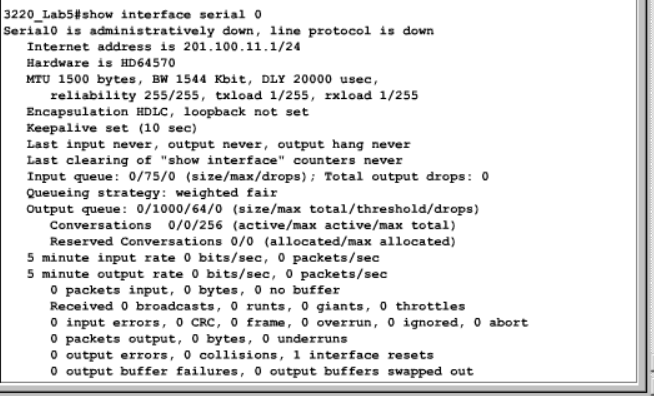 3220_Lab5#show interface serial 0
Serial0 is administratively down, line protocol is down
Internet address is 201.100.11.1/24
Hardware is HD64570
MTU 1500 bytes, BW 1544 Kbit, DLY 20000 usec,
reliability 255/255, txload 1/255, rxload 1/255
Encapsulation HDLC, loopback not set
Keepalive set (10 sec)
Last input never, output never, output hang never
Last clearing of "show interface" counters never
Input queue: 0/75/0 (size/max/drops); Total output drops: 0
Queueing strategy: weighted fair
Output queue: 0/1000/64/0 (size/max total/threshold/drops)
Conversations 0/0/256 (active/max active/max total)
Reserved Conversations 0/0 (allocated/max allocated)
5 minute input rate 0 bits/sec, 0 packets/sec
5 minute output rate 0 bits/sec, 0 packets/sec
0 packets input, 0 bytes, 0 no buffer
Received 0 broadcasts, 0 runts, 0 giants, 0 throttles
0 input errors, 0 CRC, 0 frame, 0 overrun, 0 ignored, 0 abort
0 packets output, 0 bytes, 0 underruns
0 output errors, 0 collisions, 1 interface resets
0 output buffer failures, 0 output buffers swapped out